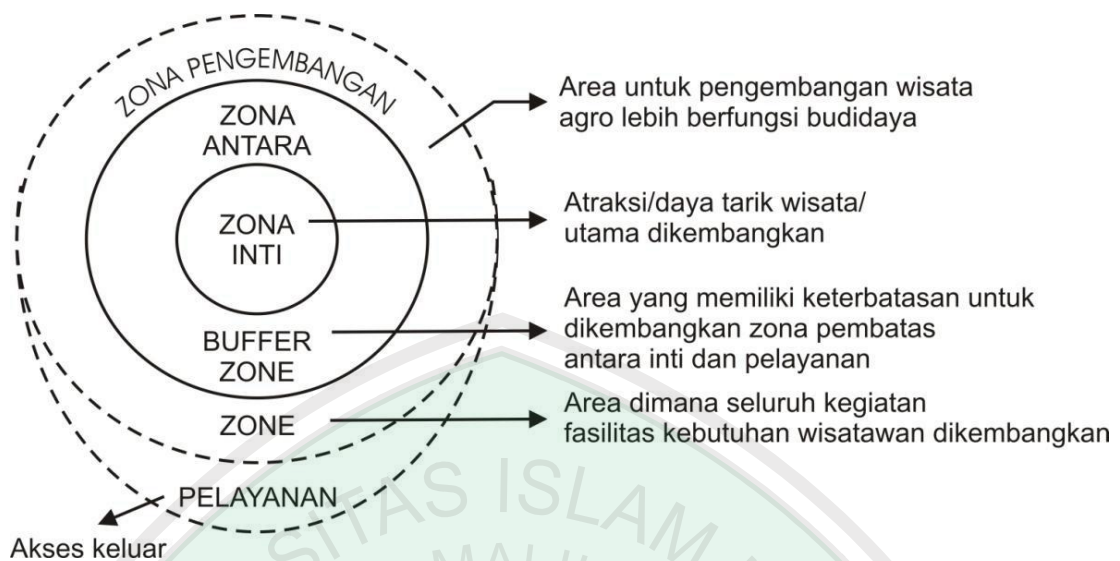 ZONA PENGEMBANGAN
ZONA
ANTARA
ZONA
INTI
BUFFER
ZONE
ZONE
PELAYANAN
Akses keluar
Area untuk pengembangan wisata
agro lebih berfungsi budidaya
Atraksi/daya tarik wisata/
utama dikembangkan
Area yang memiliki keterbatasan untuk
dikembangkan zona pembatas
antara inti dan pelayanan
Area dimana seluruh kegiatan
fasilitas kebutuhan wisatawan dikembangkan
ISLAM